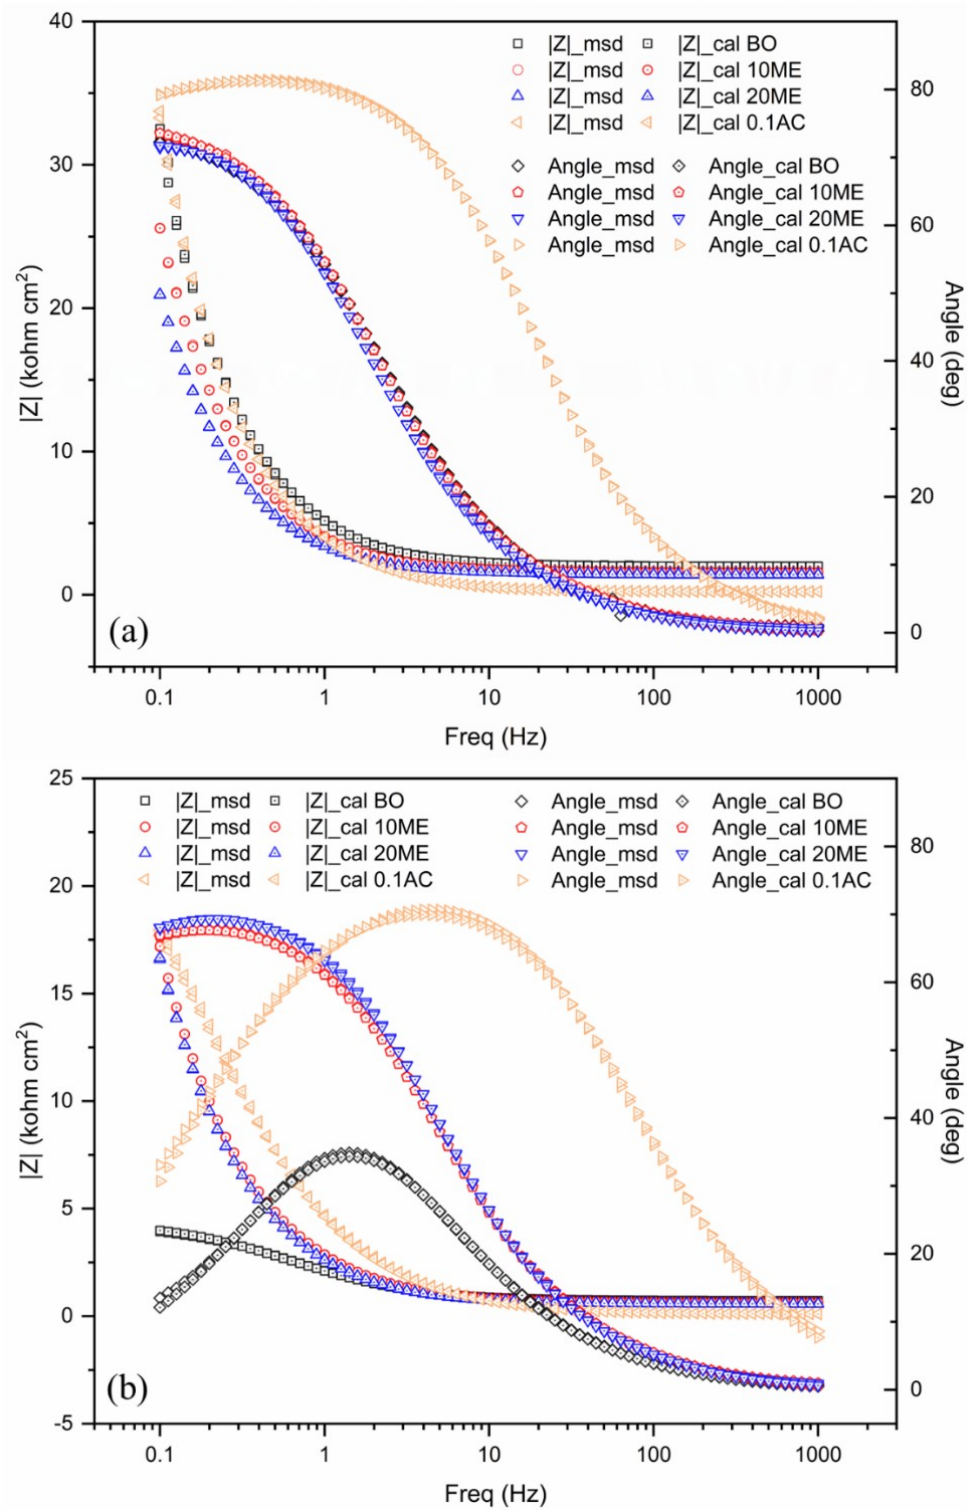 40
30
20
10
0
|Z| (kohm cm²)
80
60
40
20
0
Angle (deg)
|Z|_msd |Z|_cal BO
|Z|_msd |Z|_cal 10ME
|Z|_msd |Z|_cal 20ME
|Z|_msd |Z|_cal 0.1AC
Angle_msd Angle_cal BO
Angle_msd Angle_cal 10ME
Angle_msd Angle_cal 20ME
Angle_msd Angle_cal 0.1AC
(a)
0.1 1 10 100 1000
Freq (Hz)
25
20
15
10
5
0
-5
|Z| (kohm cm²)
80
60
40
20
0
Angle (deg)
|Z|_msd |Z|_cal BO Angle_msd Angle_cal BO
|Z|_msd |Z|_cal 10ME Angle_msd Angle_cal 10ME
|Z|_msd |Z|_cal 20ME Angle_msd Angle_cal 20ME
|Z|_msd |Z|_cal 0.1AC Angle_msd Angle_cal 0.1AC
(b)
0.1 1 10 100 1000
Freq (Hz)